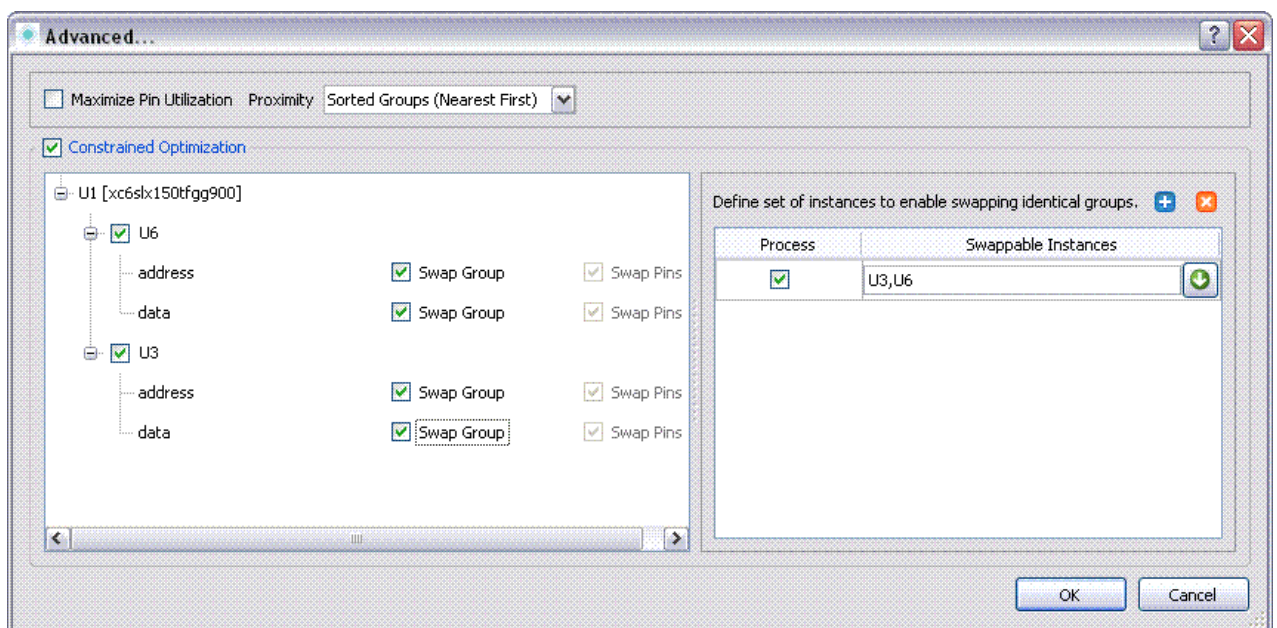 Advanced...
Maximize Pin Utilization Proximity Sorted Groups (Nearest First)
Constrained Optimization
U1 [xc6slx150tfgg900]
U6
address Swap Group Swap Pins
data Swap Group Swap Pins
U3
address Swap Group Swap Pins
data Swap Group Swap Pins
Define set of instances to enable swapping identical groups.
Process Swappable Instances
U3,U6
OK Cancel